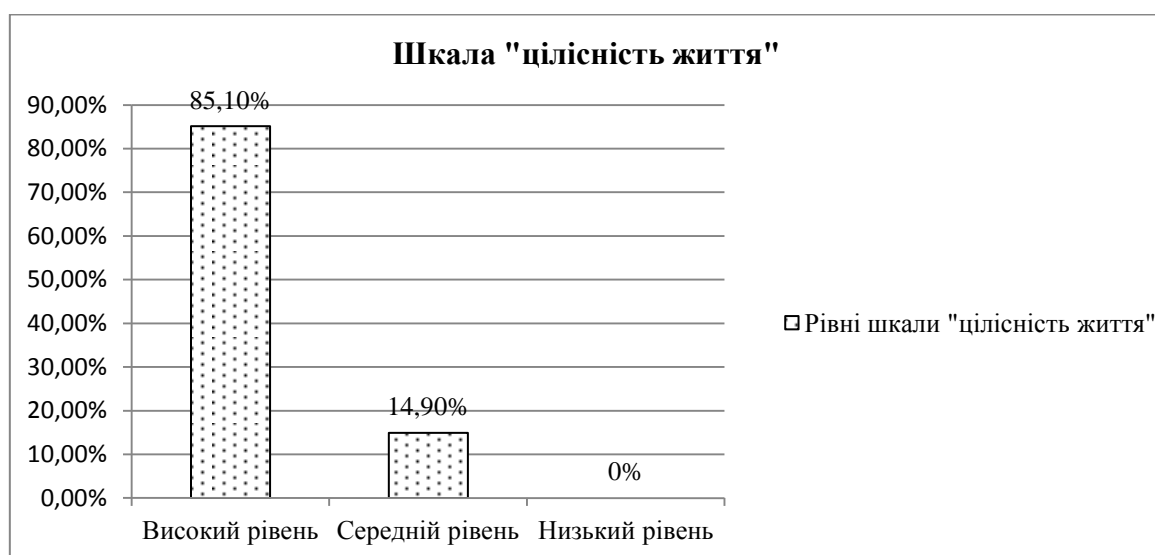 Шкала "цілісність життя"
90,00%
80,00%
70,00%
60,00%
50,00%
40,00%
30,00%
20,00%
10,00%
0,00%
85,10%
14,90%
0%
Високий рівень
Середній рівень
Низький рівень
Рівні шкали "цілісність життя"